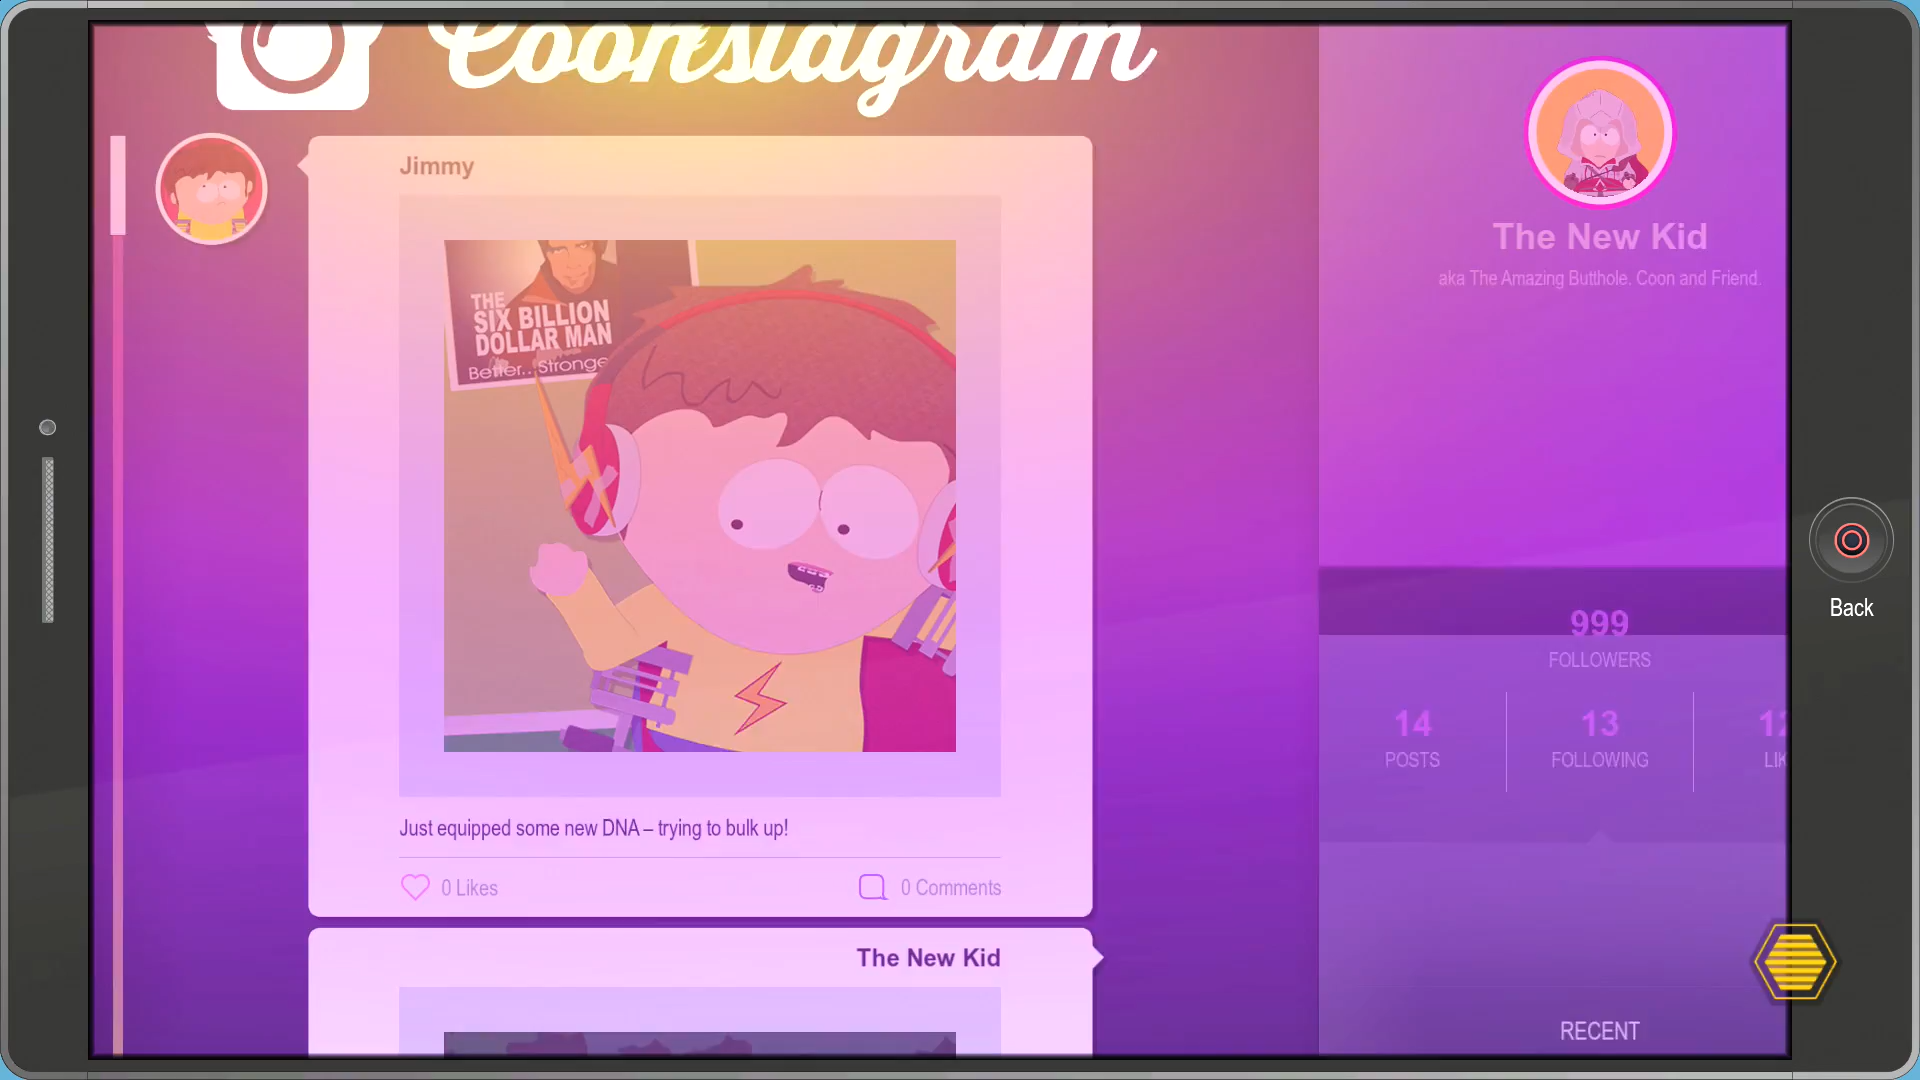 Coonstagram
Jimmy
THE
SIX BILLION
DOLLAR MAN
Better... Stronger
Just equipped some new DNA – trying to bulk up!
0 Likes
0 Comments
The New Kid
The New Kid
aka The Amazing Butthole. Coon and Friend.
999
FOLLOWERS
14
POSTS
13
FOLLOWING
12
LIK
RECENT
Back